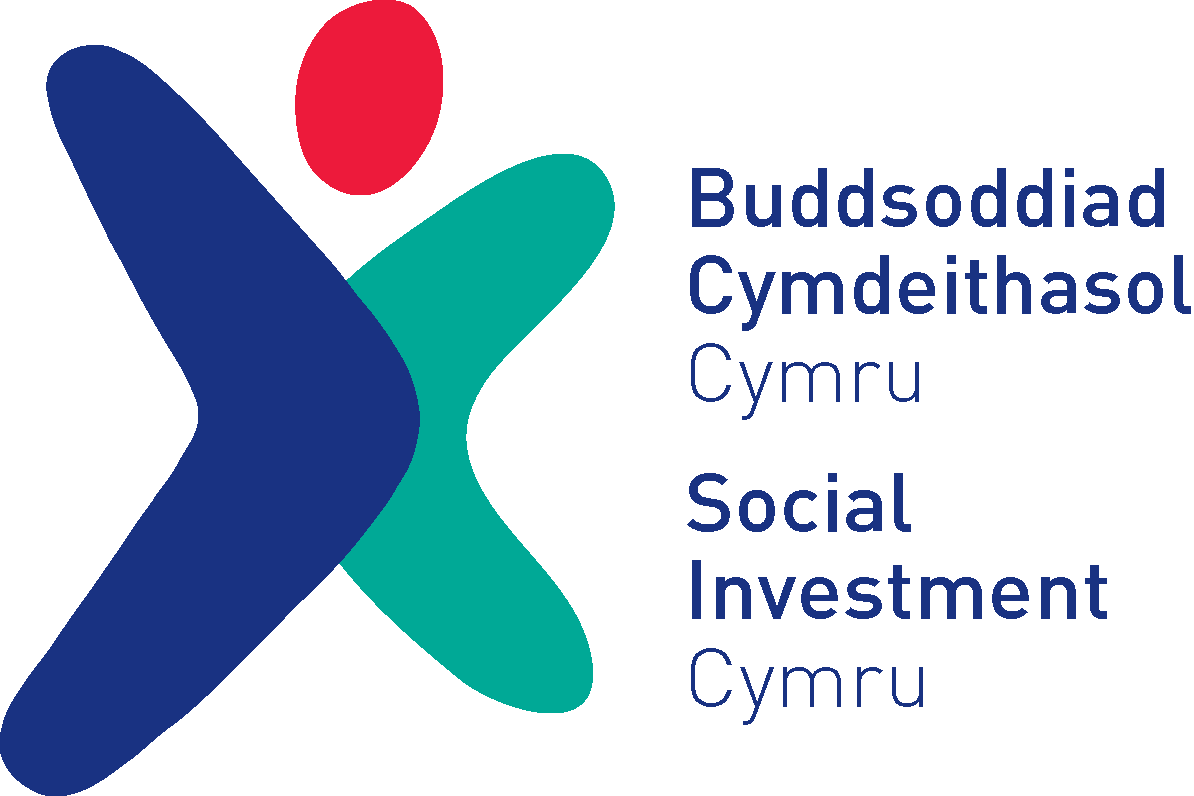 Buddsoddiad
Cymdeithasol
Cymru
Social
Investment
Cymru